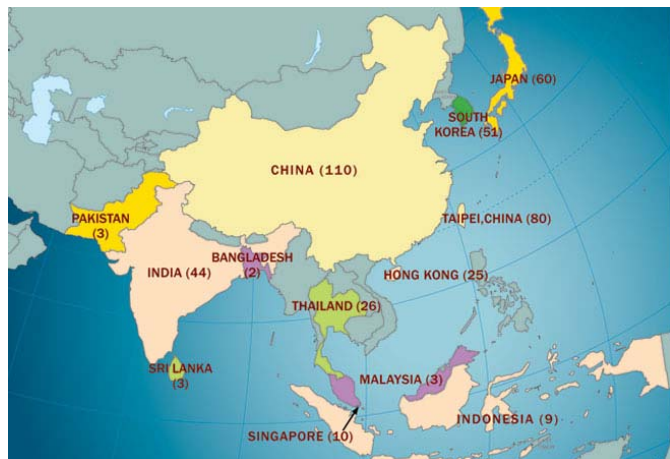 JAPAN (60)
SOUTH
KOREA (51)
CHINA (110)
PAKISTAN
(3)
TAIPEI,CHINA (80)
BANGLADESH
(2)
INDIA (44)
HONG KONG (25)
THAILAND (26)
SRI LANKA
(3)
MALAYSIA (3)
INDONESIA (9)
SINGAPORE (10)